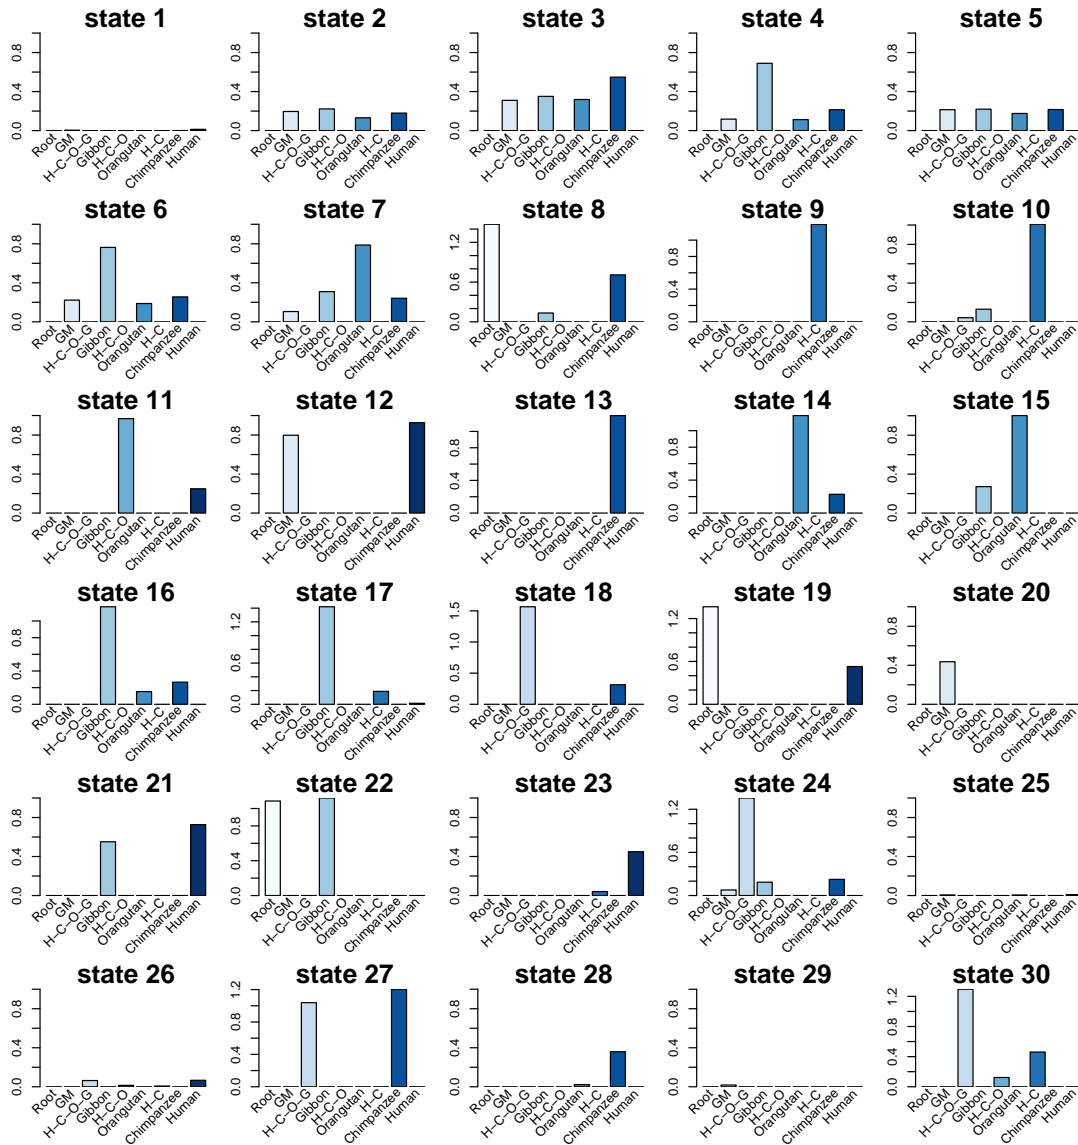 state 1
0.0 0.4 0.8
Root GM H−C−O−G Gibbon H−C−O Orangutan H−C Chimpanzee Human
state 2
0.0 0.4 0.8
Root GM H−C−O−G Gibbon H−C−O Orangutan H−C Chimpanzee Human
state 3
0.0 0.4 0.8
Root GM H−C−O−G Gibbon H−C−O Orangutan H−C Chimpanzee Human
state 4
0.0 0.4 0.8
Root GM H−C−O−G Gibbon H−C−O Orangutan H−C Chimpanzee Human
state 5
0.0 0.4 0.8
Root GM H−C−O−G Gibbon H−C−O Orangutan H−C Chimpanzee Human
state 6
0.0 0.4 0.8
Root GM H−C−O−G Gibbon H−C−O Orangutan H−C Chimpanzee Human
state 7
0.0 0.4 0.8
Root GM H−C−O−G Gibbon H−C−O Orangutan H−C Chimpanzee Human
state 8
0.0 0.6 1.2
Root GM H−C−O−G Gibbon H−C−O Orangutan H−C Chimpanzee Human
state 9
0.0 0.4 0.8
Root GM H−C−O−G Gibbon H−C−O Orangutan H−C Chimpanzee Human
state 10
0.0 0.4 0.8
Root GM H−C−O−G Gibbon H−C−O Orangutan H−C Chimpanzee Human
state 11
0.0 0.4 0.8
Root GM H−C−O−G Gibbon H−C−O Orangutan H−C Chimpanzee Human
state 12
0.0 0.4 0.8
Root GM H−C−O−G Gibbon H−C−O Orangutan H−C Chimpanzee Human
state 13
0.0 0.4 0.8
Root GM H−C−O−G Gibbon H−C−O Orangutan H−C Chimpanzee Human
state 14
0.0 0.4 0.8
Root GM H−C−O−G Gibbon H−C−O Orangutan H−C Chimpanzee Human
state 15
0.0 0.4 0.8
Root GM H−C−O−G Gibbon H−C−O Orangutan H−C Chimpanzee Human
state 16
0.0 0.4 0.8
Root GM H−C−O−G Gibbon H−C−O Orangutan H−C Chimpanzee Human
state 17
0.0 0.6 1.2
Root GM H−C−O−G Gibbon H−C−O Orangutan H−C Chimpanzee Human
state 18
0.0 0.5 1.0 1.5
Root GM H−C−O−G Gibbon H−C−O Orangutan H−C Chimpanzee Human
state 19
0.0 0.6 1.2
Root GM H−C−O−G Gibbon H−C−O Orangutan H−C Chimpanzee Human
state 20
0.0 0.4 0.8
Root GM H−C−O−G Gibbon H−C−O Orangutan H−C Chimpanzee Human
state 21
0.0 0.4 0.8
Root GM H−C−O−G Gibbon H−C−O Orangutan H−C Chimpanzee Human
state 22
0.0 0.4 0.8
Root GM H−C−O−G Gibbon H−C−O Orangutan H−C Chimpanzee Human
state 23
0.0 0.4 0.8
Root GM H−C−O−G Gibbon H−C−O Orangutan H−C Chimpanzee Human
state 24
0.0 0.6 1.2
Root GM H−C−O−G Gibbon H−C−O Orangutan H−C Chimpanzee Human
state 25
0.0 0.4 0.8
Root GM H−C−O−G Gibbon H−C−O Orangutan H−C Chimpanzee Human
state 26
0.0 0.4 0.8
Root GM H−C−O−G Gibbon H−C−O Orangutan H−C Chimpanzee Human
state 27
0.0 0.4 0.8 1.2
Root GM H−C−O−G Gibbon H−C−O Orangutan H−C Chimpanzee Human
state 28
0.0 0.4 0.8
Root GM H−C−O−G Gibbon H−C−O Orangutan H−C Chimpanzee Human
state 29
0.0 0.4 0.8
Root GM H−C−O−G Gibbon H−C−O Orangutan H−C Chimpanzee Human
state 30
0.0 0.4 0.8
Root GM H−C−O−G Gibbon H−C−O Orangutan H−C Chimpanzee Human